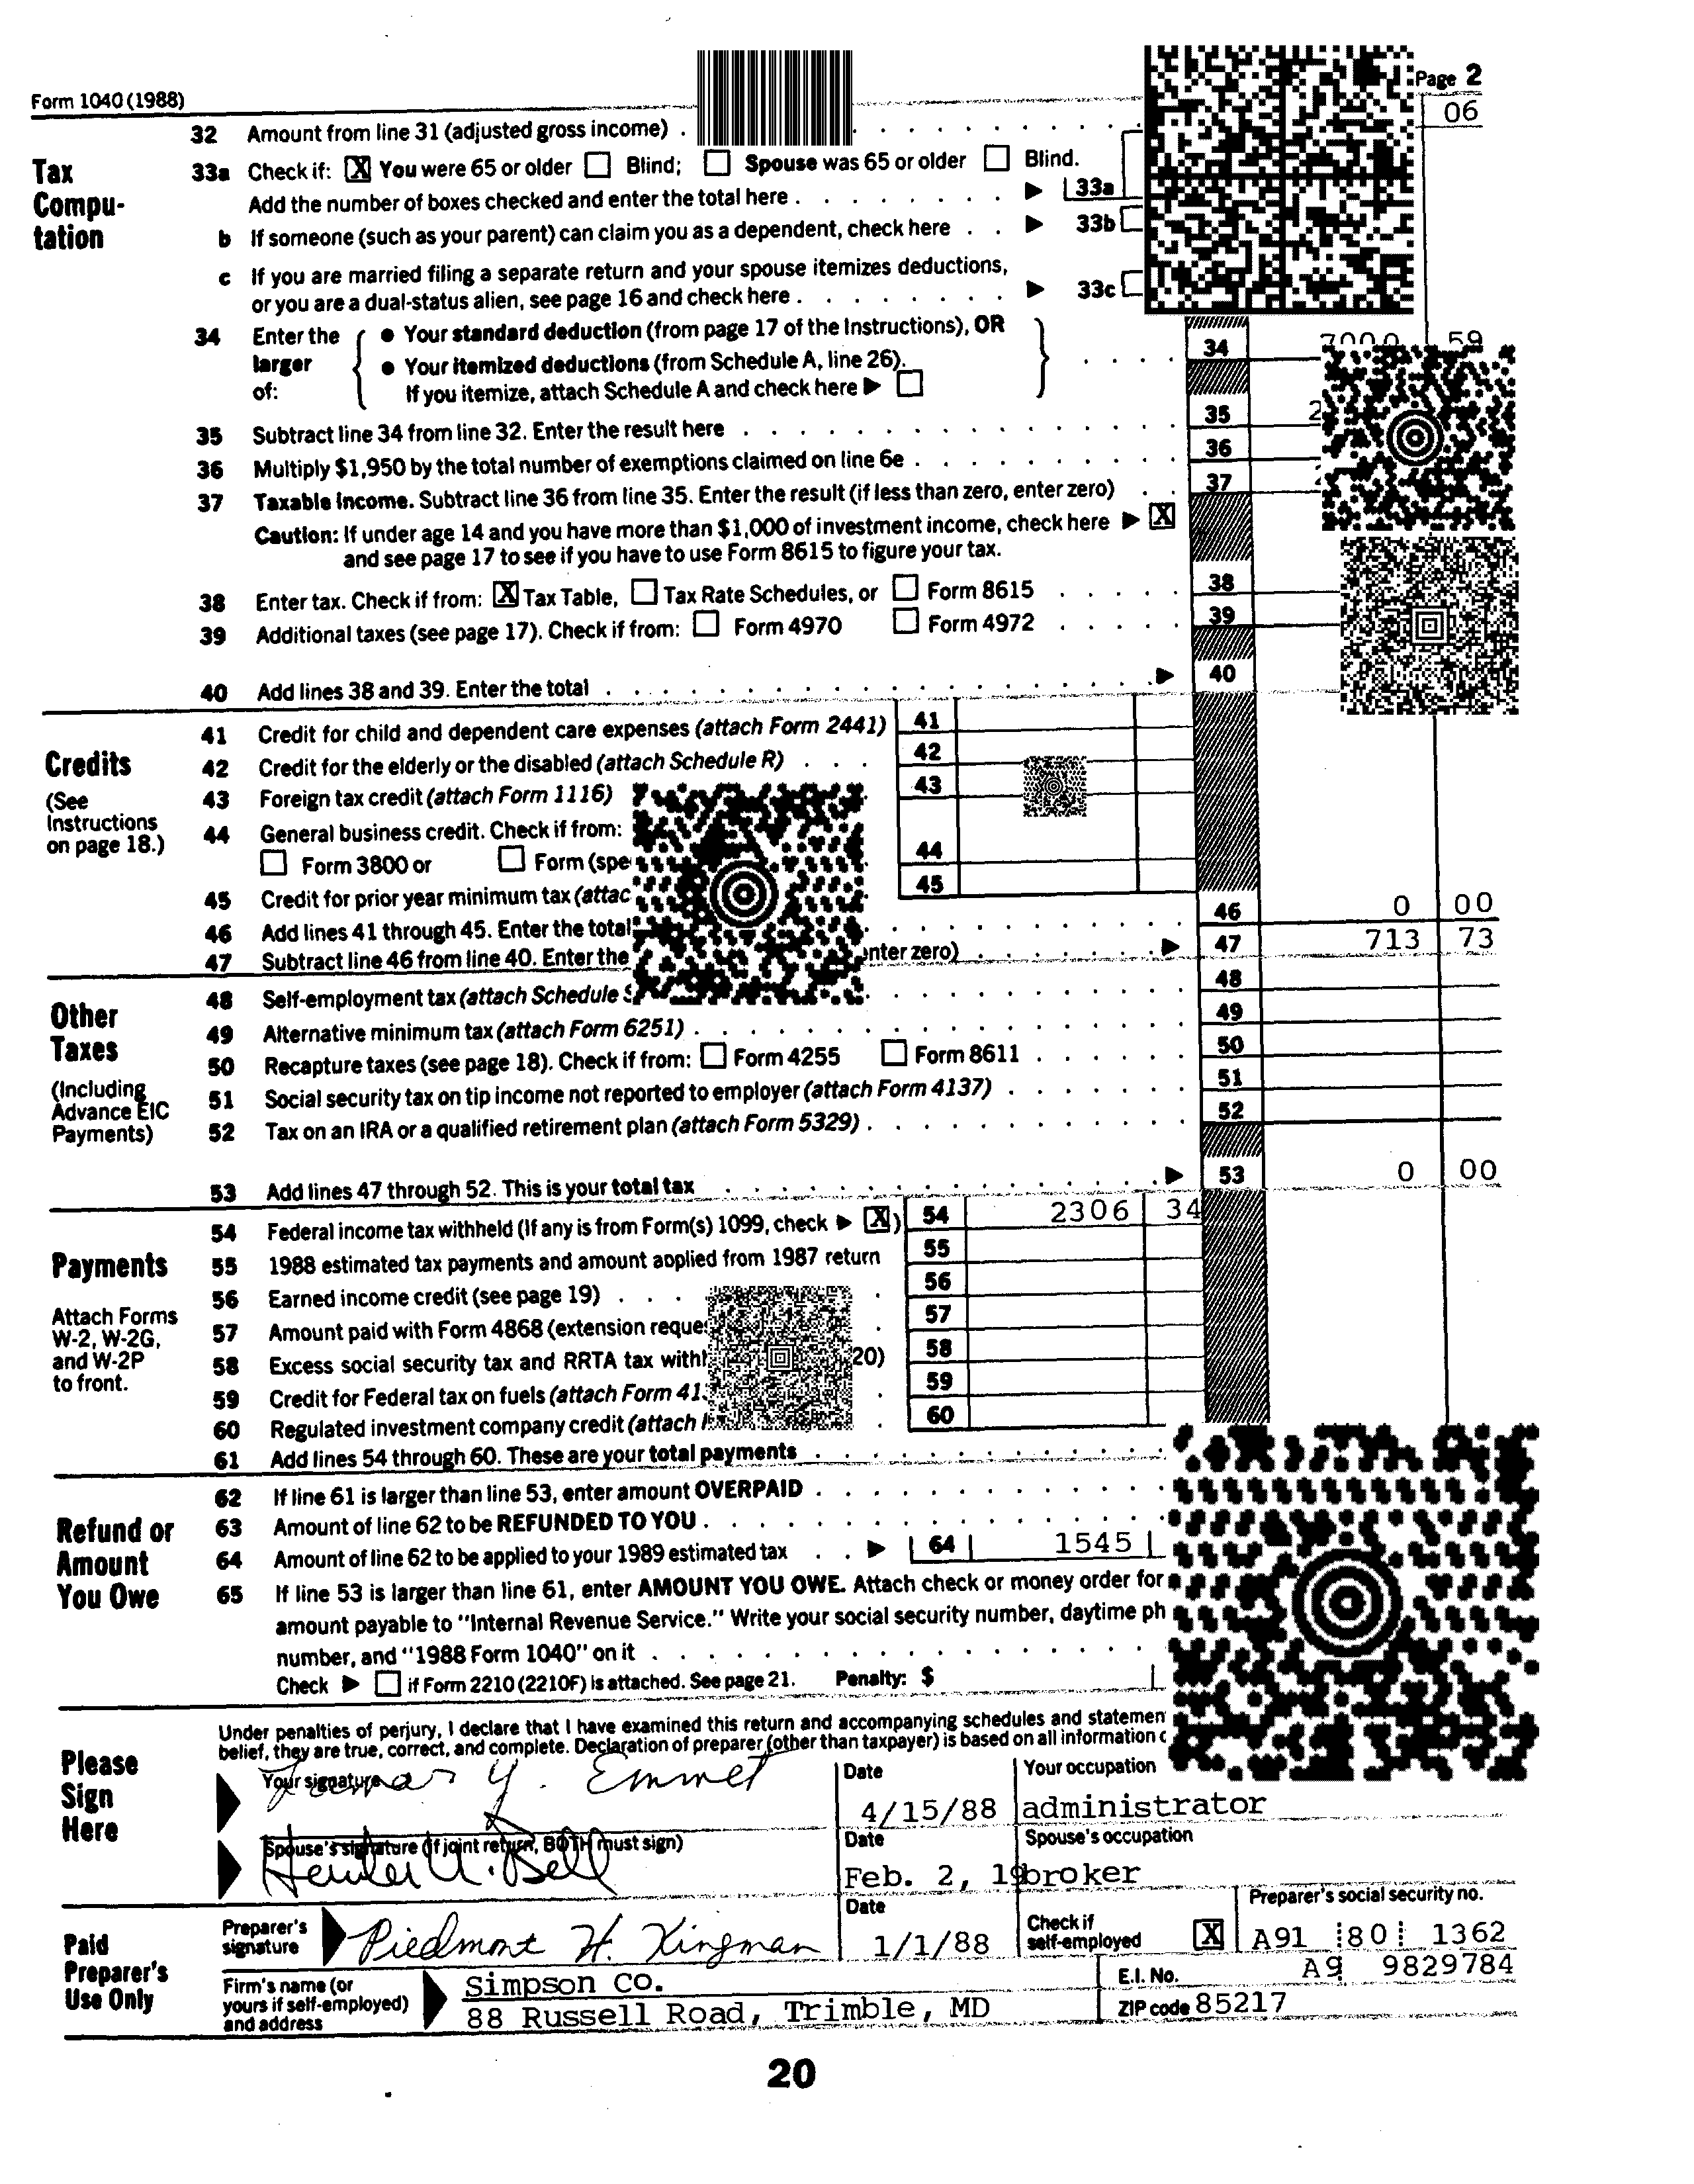 Form 1040 (1988)
Page 2
32 Amount from line 31 (adjusted gross income) .
06
Tax Compu-tation
33a Check if: X You were 65 or older Blind; Spouse was 65 or older Blind.
Add the number of boxes checked and enter the total here . ▶ 33a
b If someone (such as your parent) can claim you as a dependent, check here . . ▶ 33b
c If you are married filing a separate return and your spouse itemizes deductions,
or you are a dual-status alien, see page 16 and check here . ▶ 33c
34 Enter the larger of:
● Your standard deduction (from page 17 of the Instructions), OR
● Your itemized deductions (from Schedule A, line 26).
If you itemize, attach Schedule A and check here ▶
34
35 Subtract line 34 from line 32. Enter the result here 35
36 Multiply $1,950 by the total number of exemptions claimed on line 6e . 36
37 Taxable income. Subtract line 36 from line 35. Enter the result (if less than zero, enter zero) 37
Caution: If under age 14 and you have more than $1,000 of investment income, check here ▶ X
and see page 17 to see if you have to use Form 8615 to figure your tax.
38 Enter tax. Check if from: X Tax Table, Tax Rate Schedules, or Form 8615 38
39 Additional taxes (see page 17). Check if from: Form 4970 Form 4972 39
40 Add lines 38 and 39. Enter the total ▶ 40
Credits
(See Instructions on page 18.)
41 Credit for child and dependent care expenses (attach Form 2441) 41
42 Credit for the elderly or the disabled (attach Schedule R) 42
43 Foreign tax credit (attach Form 1116) 43
44 General business credit. Check if from:
Form 3800 or Form 44
45 Credit for prior year minimum tax 45
46 Add lines 41 through 45. Enter the total 46 0 00
47 Subtract line 46 from line 40. Enter the zero) ▶ 47 713 73
Other Taxes
(Including Advance EIC Payments)
48 Self-employment tax (attach Schedule 48
49 Alternative minimum tax (attach Form 6251) . 49
50 Recapture taxes (see page 18). Check if from: Form 4255 Form 8611 50
51 Social security tax on tip income not reported to employer (attach Form 4137) 51
52 Tax on an IRA or a qualified retirement plan (attach Form 5329) . 52
53 Add lines 47 through 52. This is your total tax ▶ 53 0 00
Payments
Attach Forms W-2, W-2G, and W-2P to front.
54 Federal income tax withheld (If any is from Form(s) 1099, check ▶ X ) 54 2306 34
55 1988 estimated tax payments and amount applied from 1987 return 55
56 Earned income credit (see page 19) 56
57 Amount paid with Form 4868 (extension 57
58 Excess social security tax and RRTA tax 20) 58
59 Credit for Federal tax on fuels (attach Form 59
60 Regulated investment company credit (attach 60
61 Add lines 54 through 60. These are your total payments
Refund or Amount You Owe
62 If line 61 is larger than line 53, enter amount OVERPAID
63 Amount of line 62 to be REFUNDED TO YOU .
64 Amount of line 62 to be applied to your 1989 estimated tax . . ▶ 64 1545
65 If line 53 is larger than line 61, enter AMOUNT YOU OWE. Attach check or money order for
amount payable to "Internal Revenue Service." Write your social security number, daytime
number, and "1988 Form 1040" on it
Check ▶ if Form 2210 (2210F) is attached. See page 21. Penalty: $
Please Sign Here
Under penalties of perjury, I declare that I have examined this return and accompanying schedules and
belief, they are true, correct, and complete. Declaration of preparer (other than taxpayer) is based on all information
Your signature Y. Emmet
Date 4/15/88
Your occupation administrator
Spouse's signature (if joint return, BOTH must sign) Bell
Date Feb. 2, 19
Spouse's occupation broker
Paid Preparer's Use Only
Preparer's signature Piedmont H. Kingman
Date 1/1/88
Check if self-employed X
Preparer's social security no. A91 80 1362
Firm's name (or yours if self-employed) and address
Simpson Co.
88 Russell Road, Trimble, MD
E.I. No. A9 9829784
ZIP code 85217
20